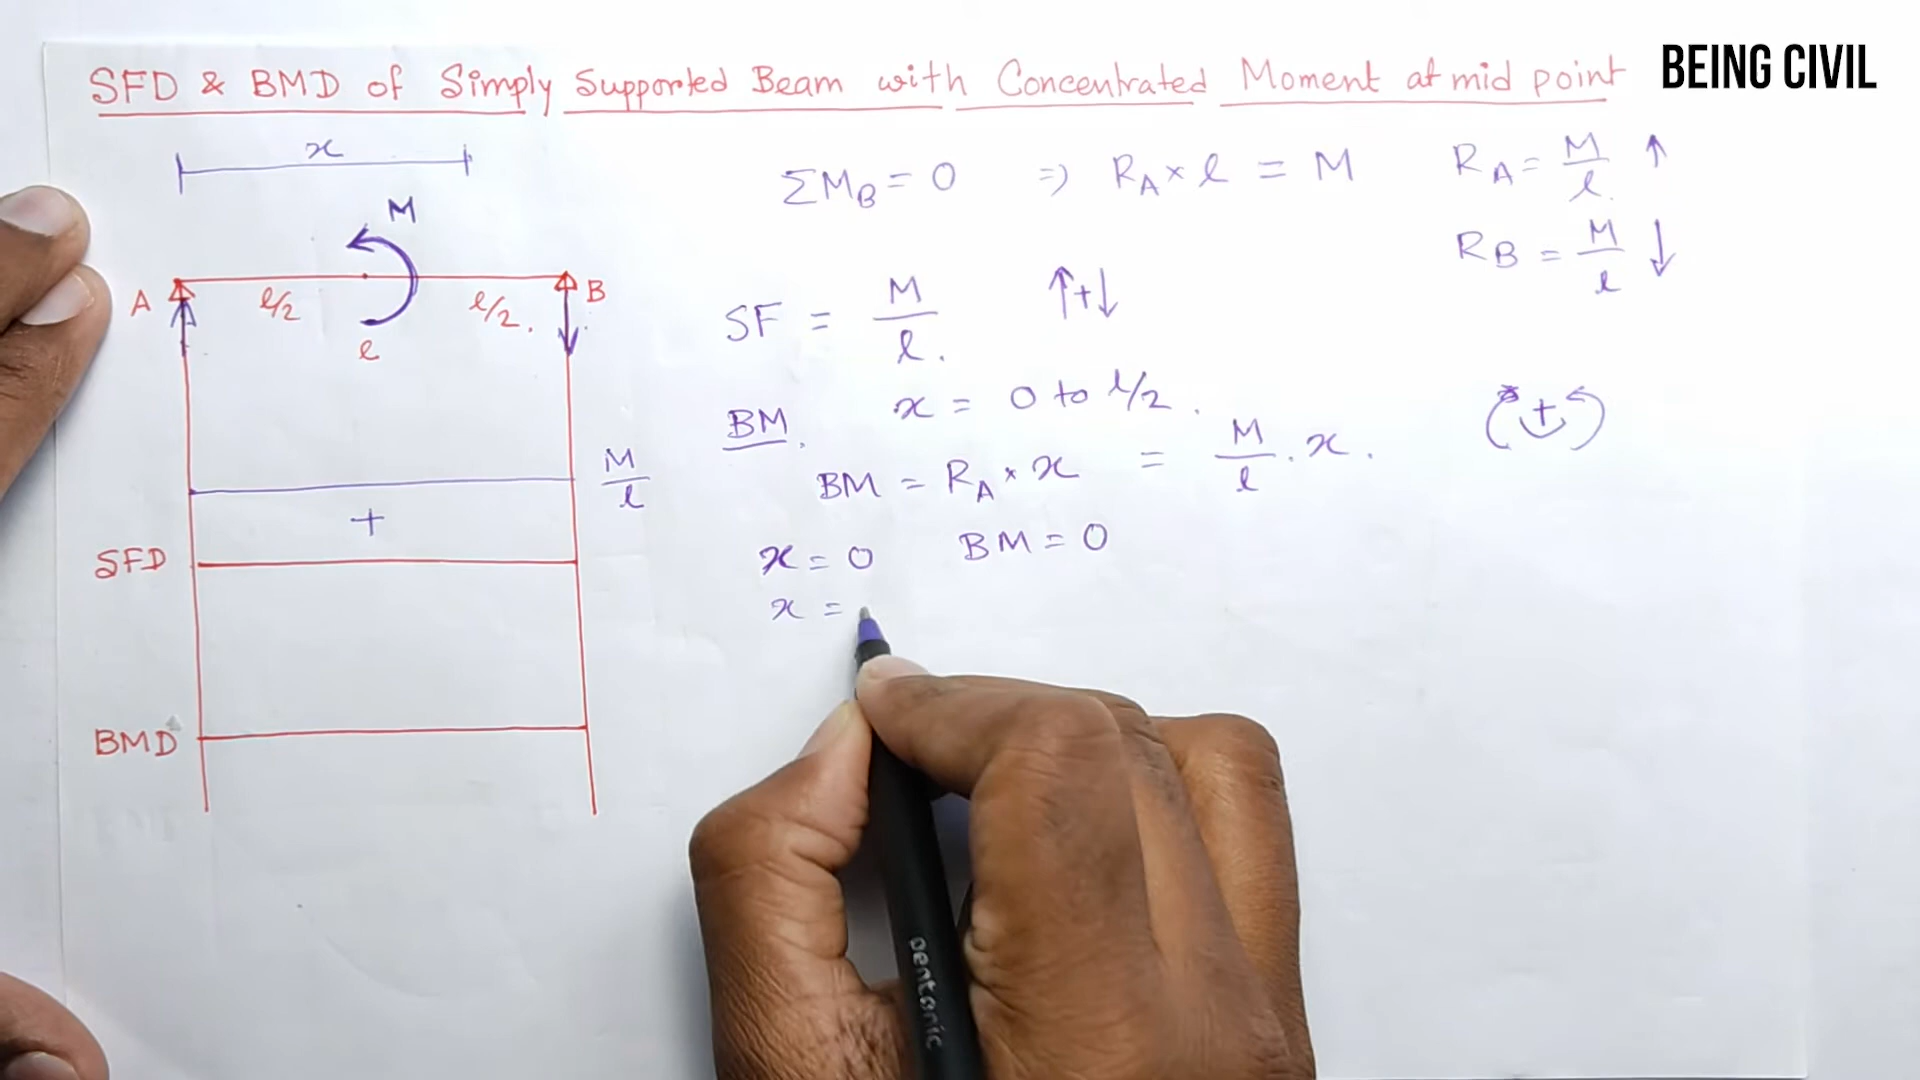 SFD & BMD of Simply Supported Beam with Concentrated Moment at mid point
BEING CIVIL
x
M
A
l/2
l/2.
B
l
M/l
+
SFD
BMD
ΣM_B = 0 ⇒ R_A × l = M
R_A = M/l. ↑
R_B = M/l ↓
SF = M/l. ↑+↓
x = 0 to l/2.
BM.
BM = R_A × x = M/l . x.
+
x = 0 BM = 0
x =
pentonic